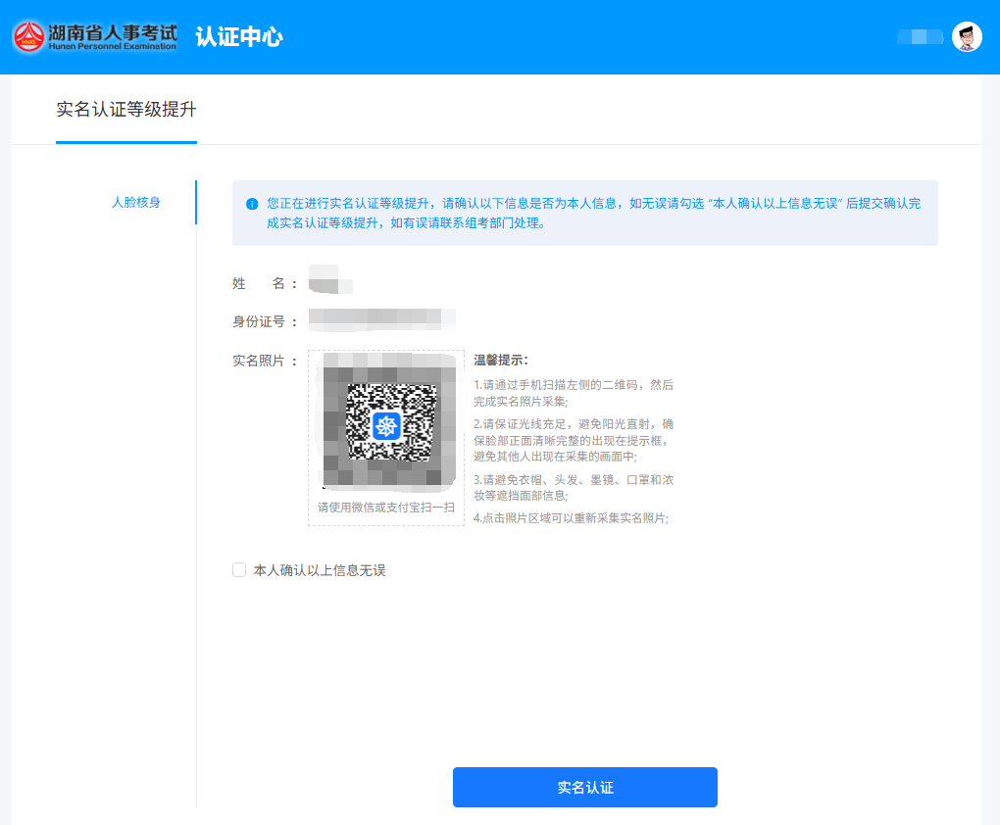 湖南省人事考试
Hunan Personnel Examination
认证中心
实名认证等级提升
人脸核身
您正在进行实名认证等级提升，请确认以下信息是否为本人信息，如无误请勾选 “本人确认以上信息无误” 后提交确认完
成实名认证等级提升，如有误请联系组考部门处理。
姓 名 ：
身份证号 ：
实名照片 ：
请使用微信或支付宝扫一扫
温馨提示：
1.请通过手机扫描左侧的二维码，然后
完成实名照片采集;
2.请保证光线充足，避免阳光直射，确
保脸部正面清晰完整的出现在提示框，
避免其他人出现在采集的画面中;
3.请避免衣帽、头发、墨镜、口罩和浓
妆等遮挡面部信息;
4.点击照片区域可以重新采集实名照片;
本人确认以上信息无误
实名认证